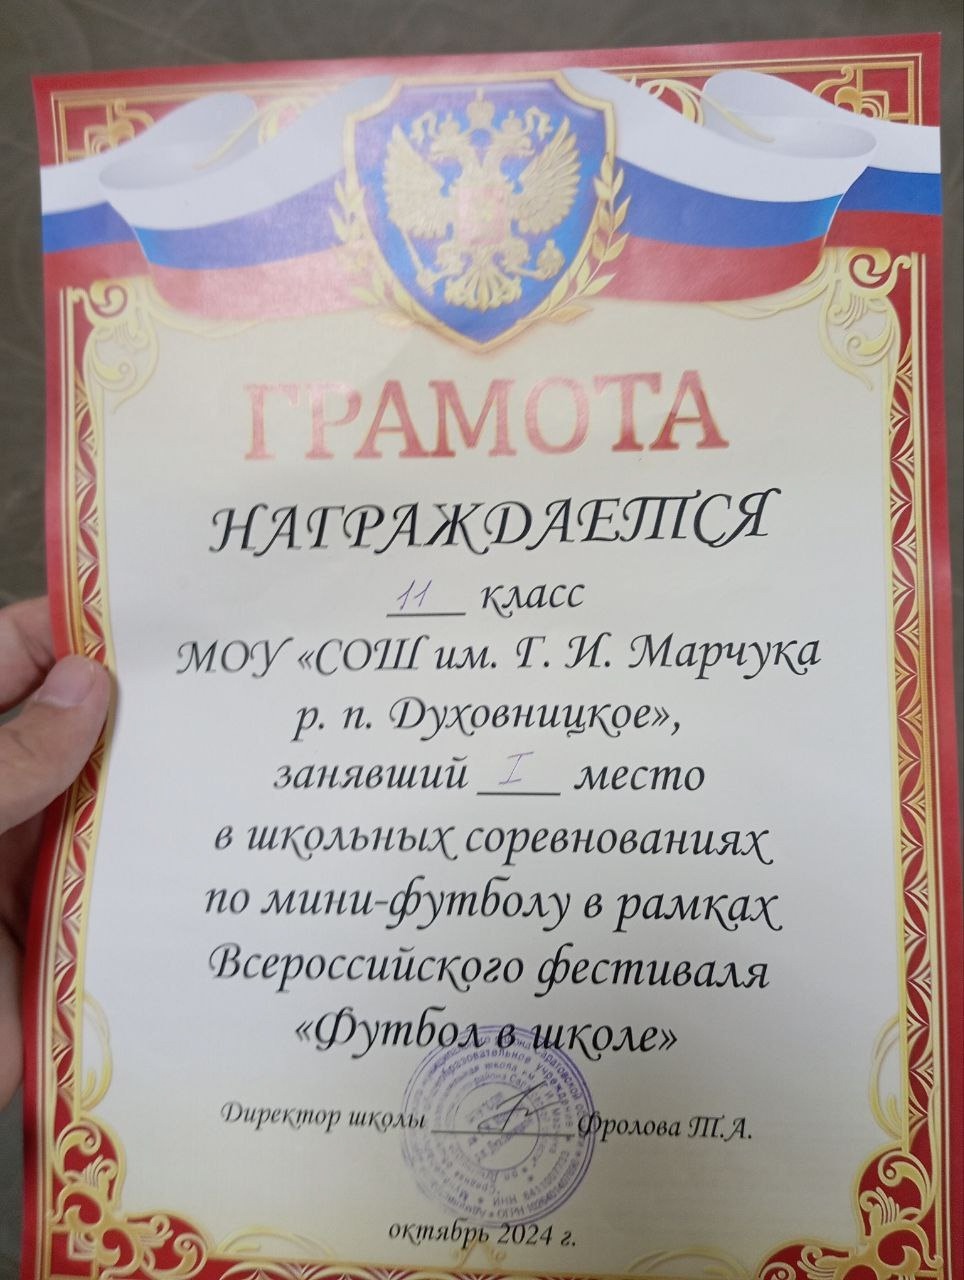 ГРАМОТА
НАГРАЖДАЕТСЯ
11 класс
МОУ «СОШ им. Г. И. Марчука
р. п. Духовницкое»,
занявший I место
в школьных соревнованиях
по мини-футболу в рамках
Всероссийского фестиваля
«Футбол в школе»
Директор школы Фролова Т.А.
октябрь 2024 г.